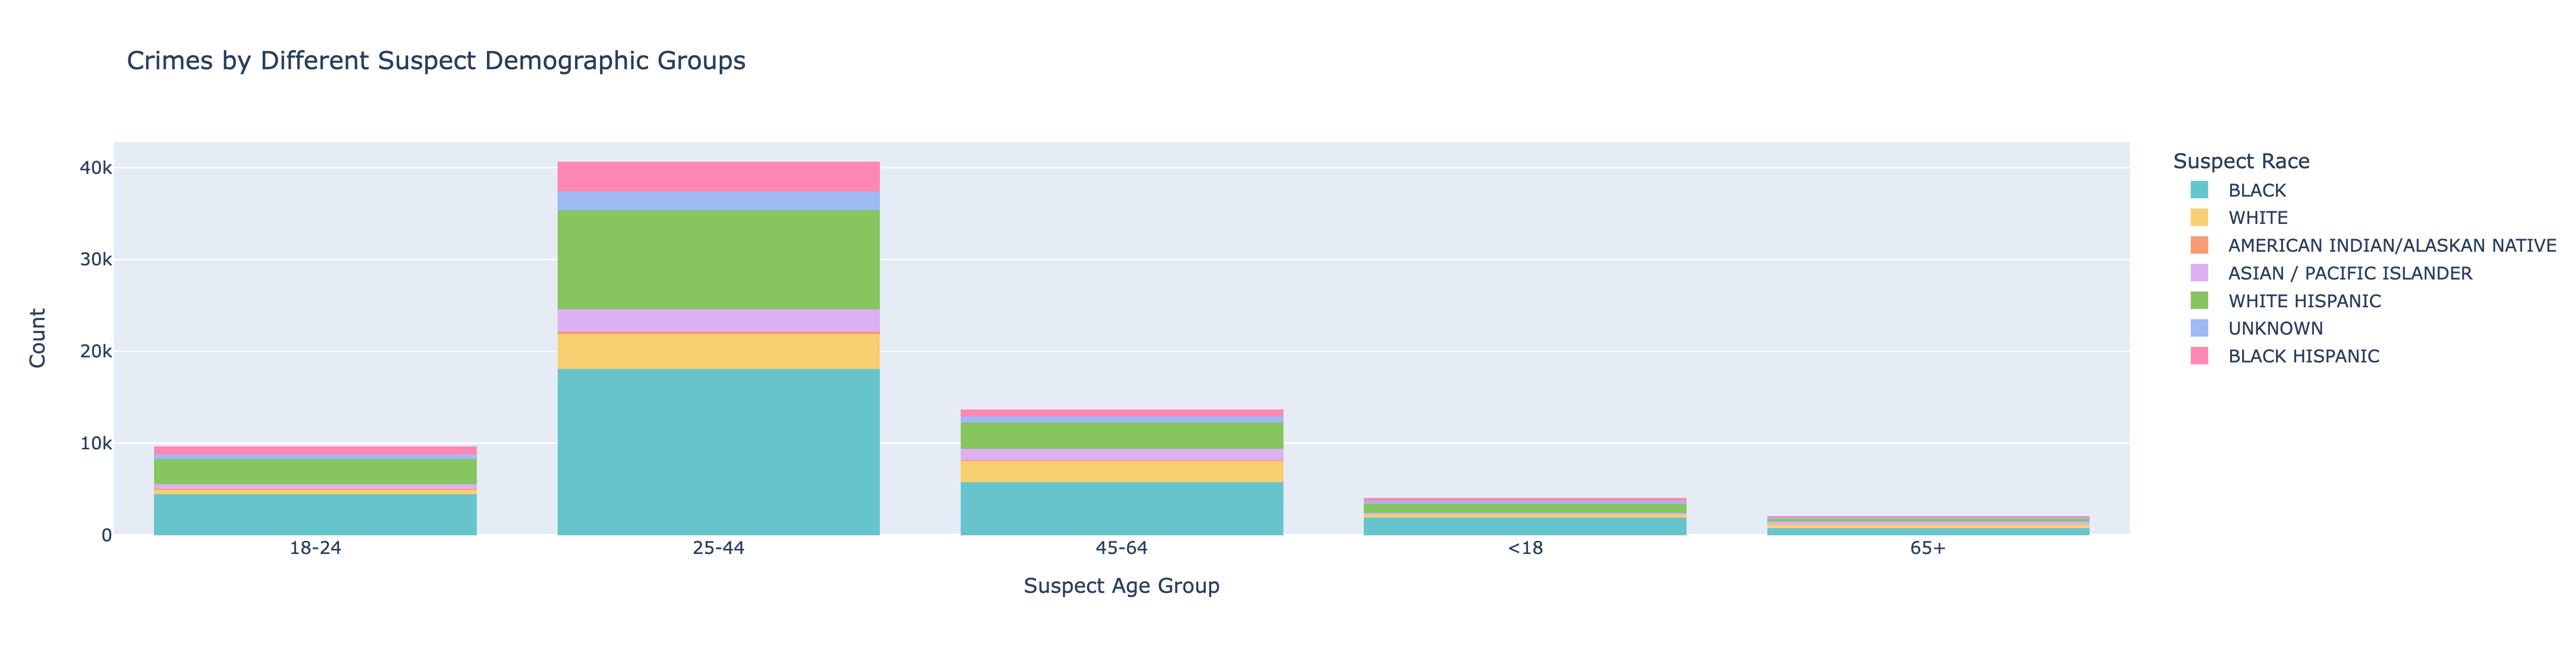 Crimes by Different Suspect Demographic Groups
Count
40k
30k
20k
10k
0
18-24
25-44
45-64
<18
65+
Suspect Age Group
Suspect Race
BLACK
WHITE
AMERICAN INDIAN/ALASKAN NATIVE
ASIAN / PACIFIC ISLANDER
WHITE HISPANIC
UNKNOWN
BLACK HISPANIC